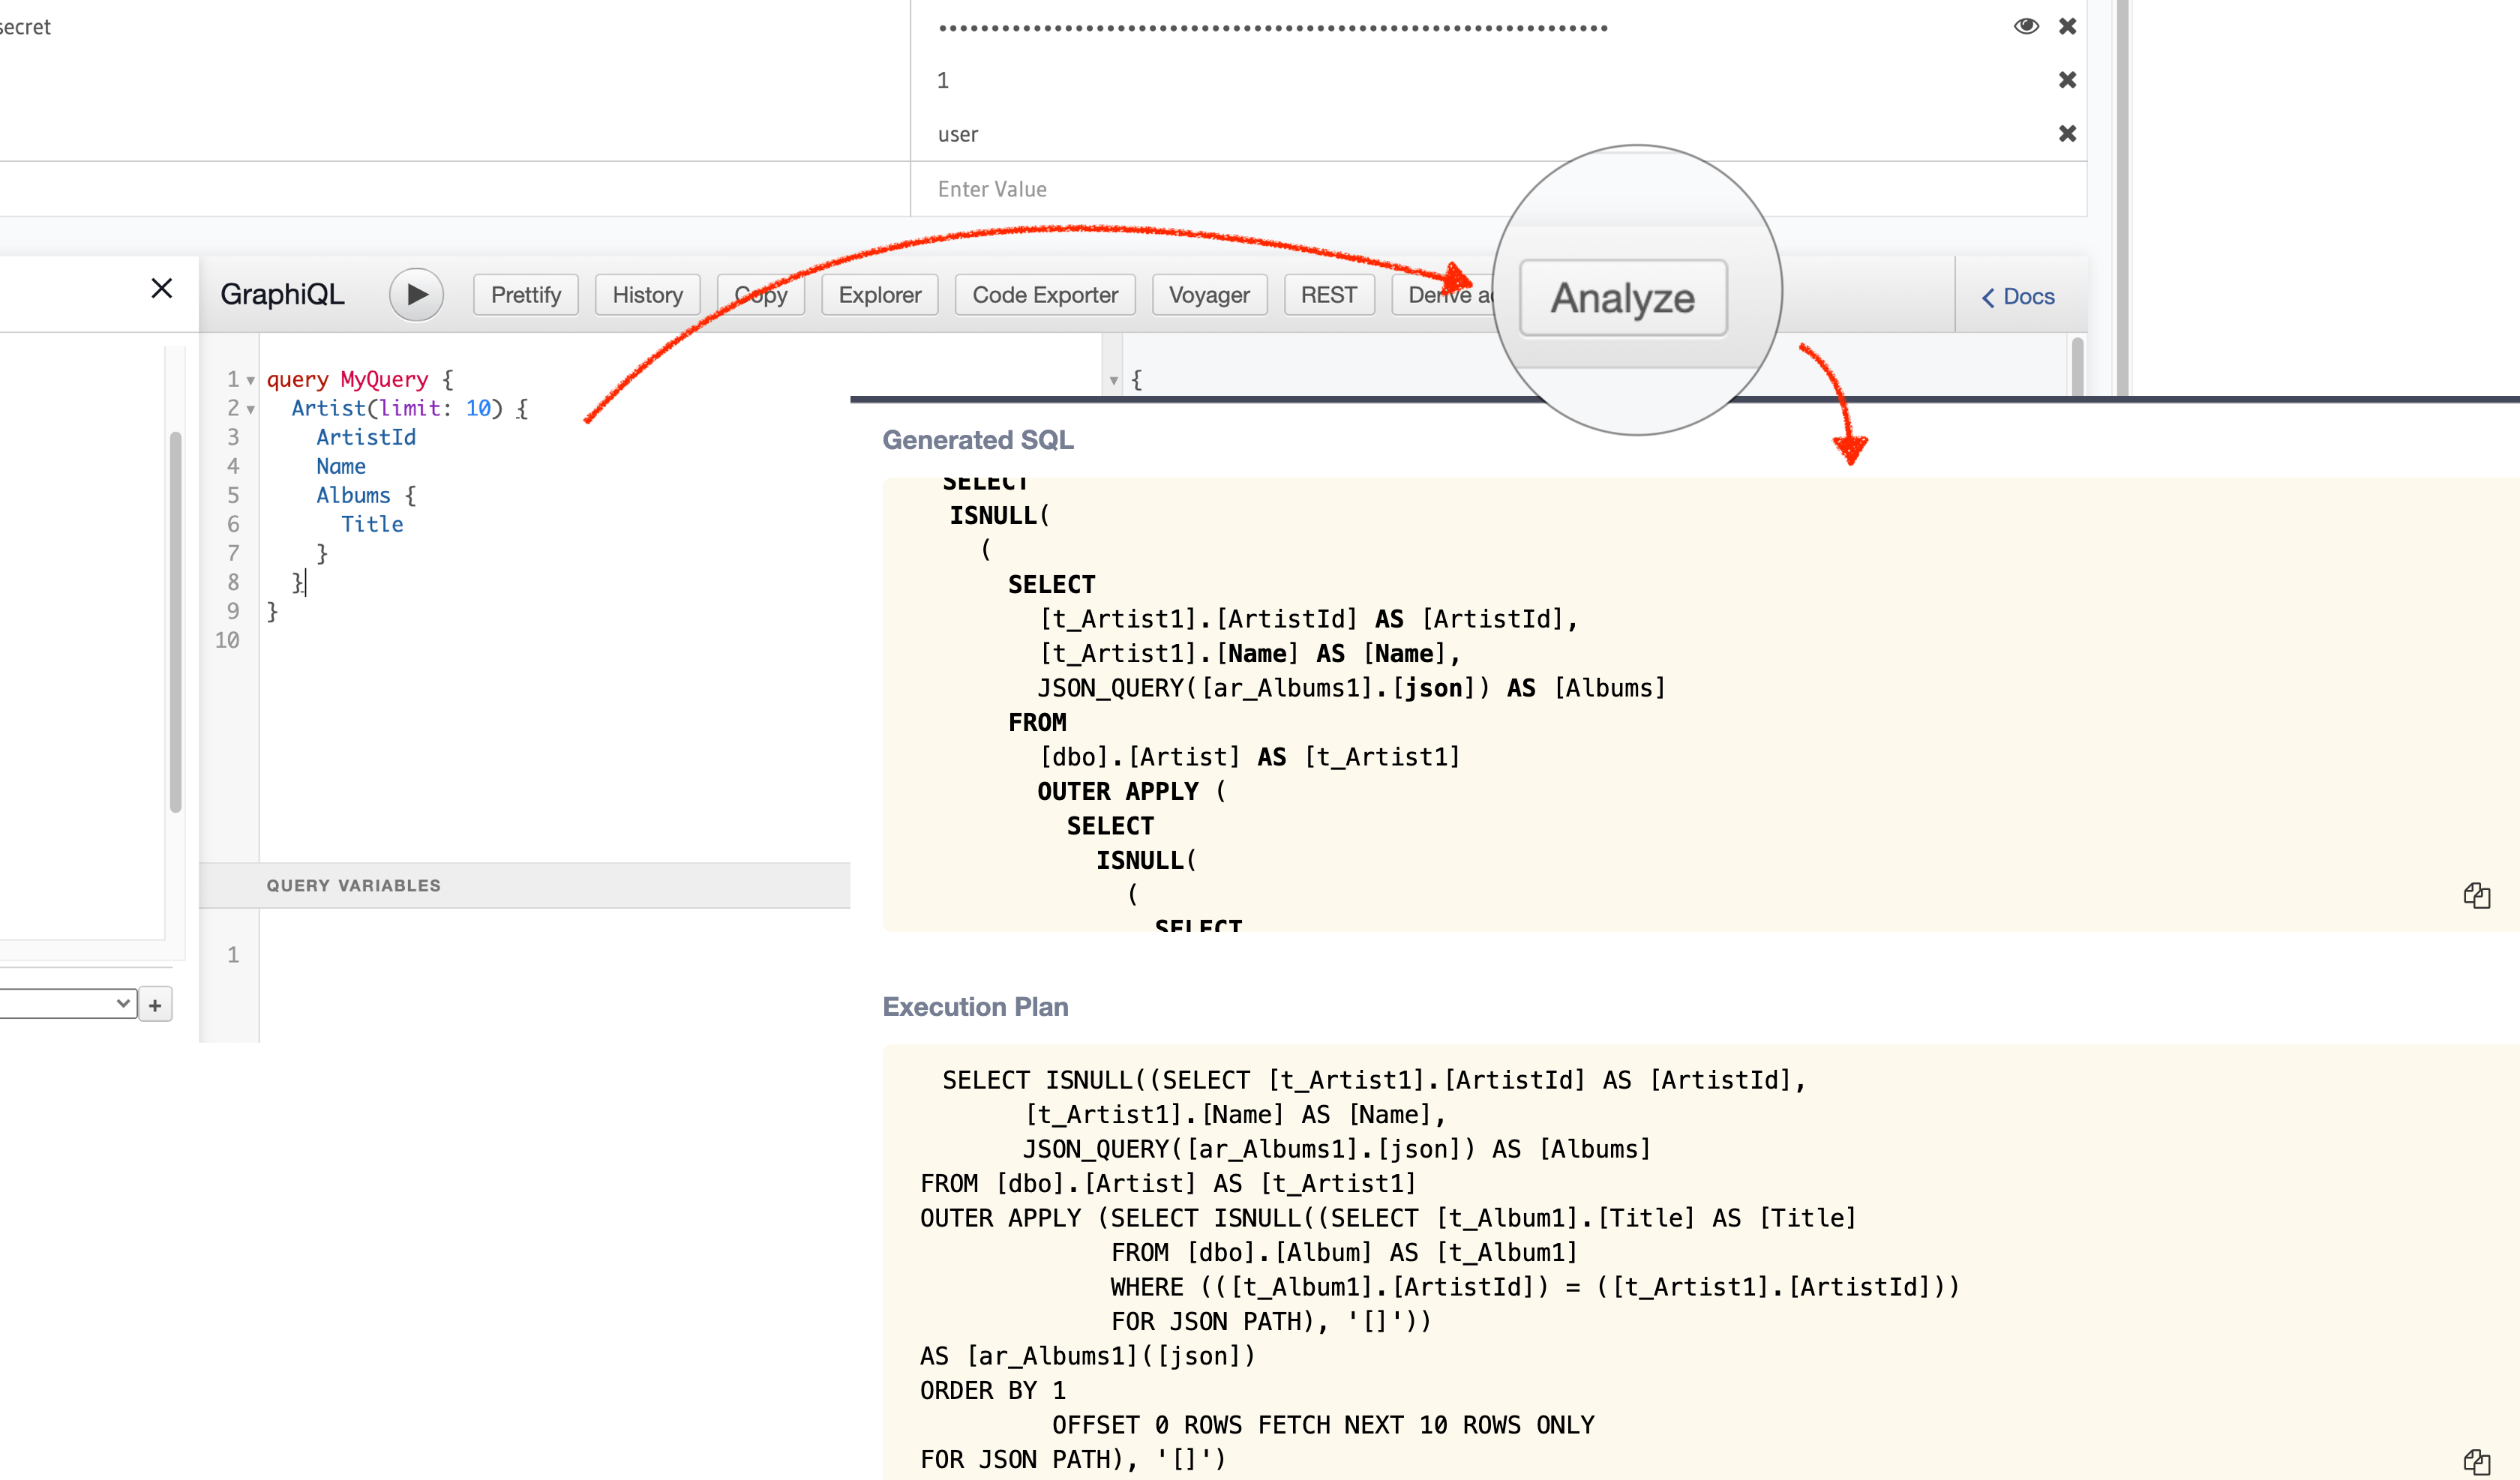 secret
••••••••••••••••••••••••••••••••••••••••••••••••••••••••••••••••
1
user
Enter Value
GraphiQL
Prettify
History
Copy
Explorer
Code Exporter
Voyager
REST
Derive ac
Analyze
Docs
1 query MyQuery {
2 Artist(limit: 10) {
3 ArtistId
4 Name
5 Albums {
6 Title
7 }
8 }
9 }
10
{
QUERY VARIABLES
1
+
Generated SQL
SELECT
ISNULL(
(
SELECT
[t_Artist1].[ArtistId] AS [ArtistId],
[t_Artist1].[Name] AS [Name],
JSON_QUERY([ar_Albums1].[json]) AS [Albums]
FROM
[dbo].[Artist] AS [t_Artist1]
OUTER APPLY (
SELECT
ISNULL(
(
SELECT
Execution Plan
SELECT ISNULL((SELECT [t_Artist1].[ArtistId] AS [ArtistId],
[t_Artist1].[Name] AS [Name],
JSON_QUERY([ar_Albums1].[json]) AS [Albums]
FROM [dbo].[Artist] AS [t_Artist1]
OUTER APPLY (SELECT ISNULL((SELECT [t_Album1].[Title] AS [Title]
FROM [dbo].[Album] AS [t_Album1]
WHERE (([t_Album1].[ArtistId]) = ([t_Artist1].[ArtistId]))
FOR JSON PATH), '[]'))
AS [ar_Albums1]([json])
ORDER BY 1
OFFSET 0 ROWS FETCH NEXT 10 ROWS ONLY
FOR JSON PATH), '[]')